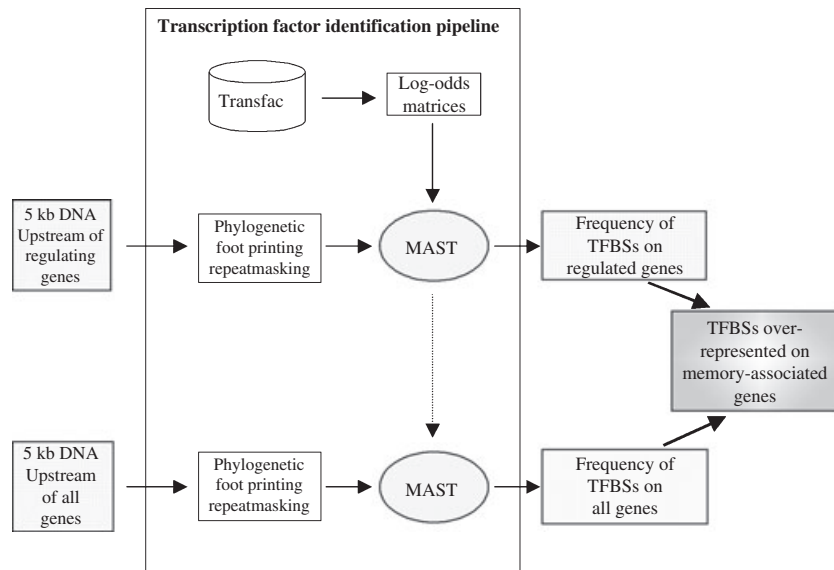 Transcription factor identification pipeline
Transfac
Log-odds
matrices
5 kb DNA
Upstream of
regulating
genes
Phylogenetic
foot printing
repeatmasking
MAST
Frequency of
TFBSs on
regulated genes
TFBSs over-
represented on
memory-associated
genes
5 kb DNA
Upstream
of all
genes
Phylogenetic
foot printing
repeatmasking
MAST
Frequency of
TFBSs on
all genes